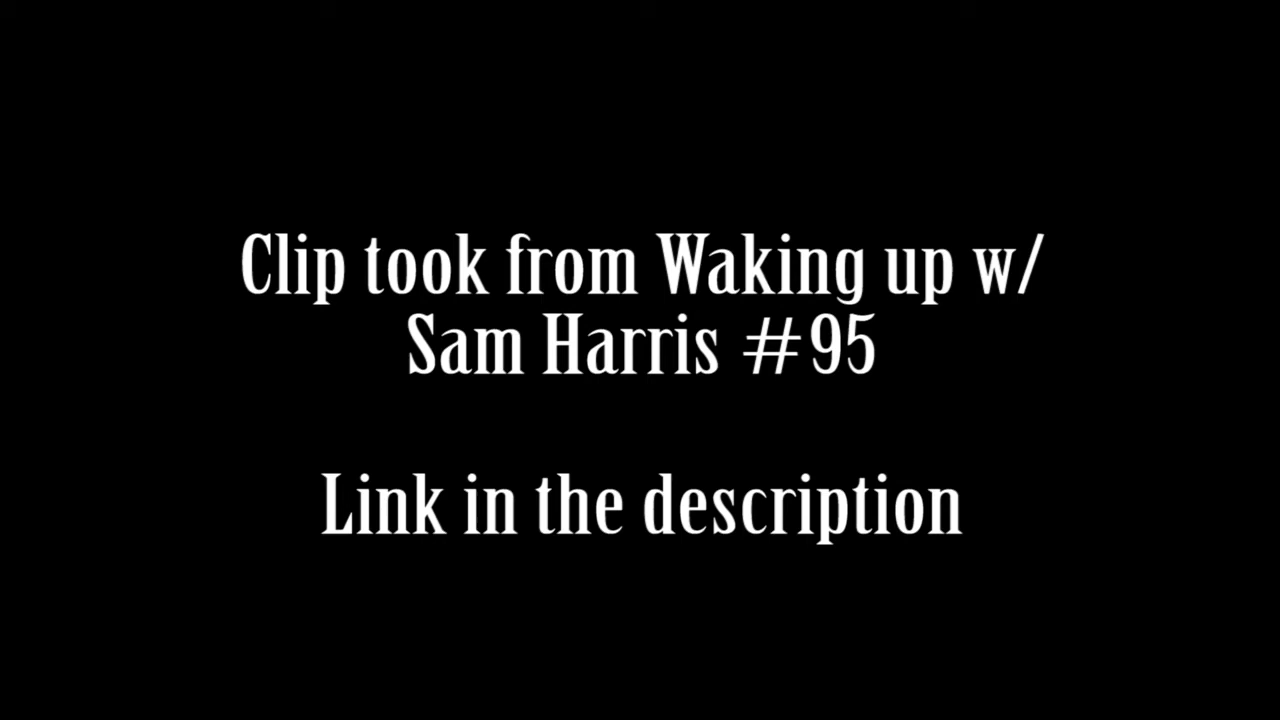 Clip took from Waking up w/
Sam Harris #95
Link in the description